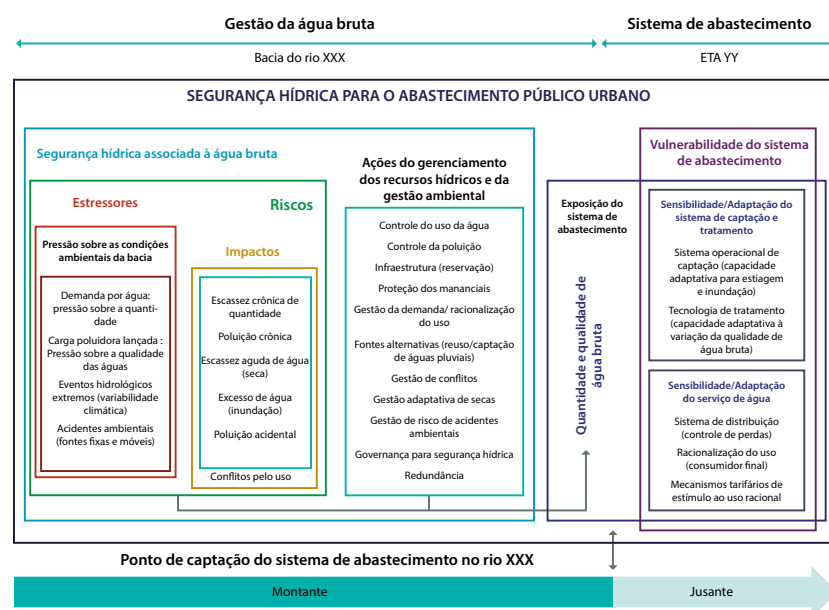 Gestão da água bruta
Sistema de abastecimento
Bacia do rio XXX
ETA YY
SEGURANÇA HÍDRICA PARA O ABASTECIMENTO PÚBLICO URBANO
Segurança hídrica associada à água bruta
Riscos
Estressores
Pressão sobre as condições
ambientais da bacia
Demanda por água:
pressão sobre a quanti-
dade
Carga poluidora lançada :
Pressão sobre a qualidade
das águas
Eventos hidrológicos
extremos (variabilidade
climática)
Acidentes ambientais
(fontes fixas e móveis)
Impactos
Escassez crônica de
quantidade
Poluição crônica
Escassez aguda de água
(seca)
Excesso de água
(inundação)
Poluição acidental
Conflitos pelo uso
Ações do gerenciamento
dos recursos hídricos e da
gestão ambiental
Controle do uso da água
Controle da poluição
Infraestrutura (reservação)
Proteção dos mananciais
Gestão da demanda/ racionalização
do uso
Fontes alternativas (reuso/captação
de águas pluviais)
Gestão de conflitos
Gestão adaptativa de secas
Gestão de risco de acidentes
ambientais
Governança para segurança hídrica
Redundância
Exposição do
sistema de
abastecimento
Quantidade e qualidade de
água bruta
Vulnerabilidade do sistema
de abastecimento
Sensibilidade/Adaptação do
sistema de captação e
tratamento
Sistema operacional de
captação (capacidade
adaptativa para estiagem
e inundação)
Tecnologia de tratamento
(capacidade adaptativa à
variação da qualidade de
água bruta)
Sensibilidade/Adaptação
do serviço de água
Sistema de distribuição
(controle de perdas)
Racionalização do uso
(consumidor final)
Mecanismos tarifários de
estímulo ao uso racional
Ponto de captação do sistema de abastecimento no rio XXX
Montante
Jusante